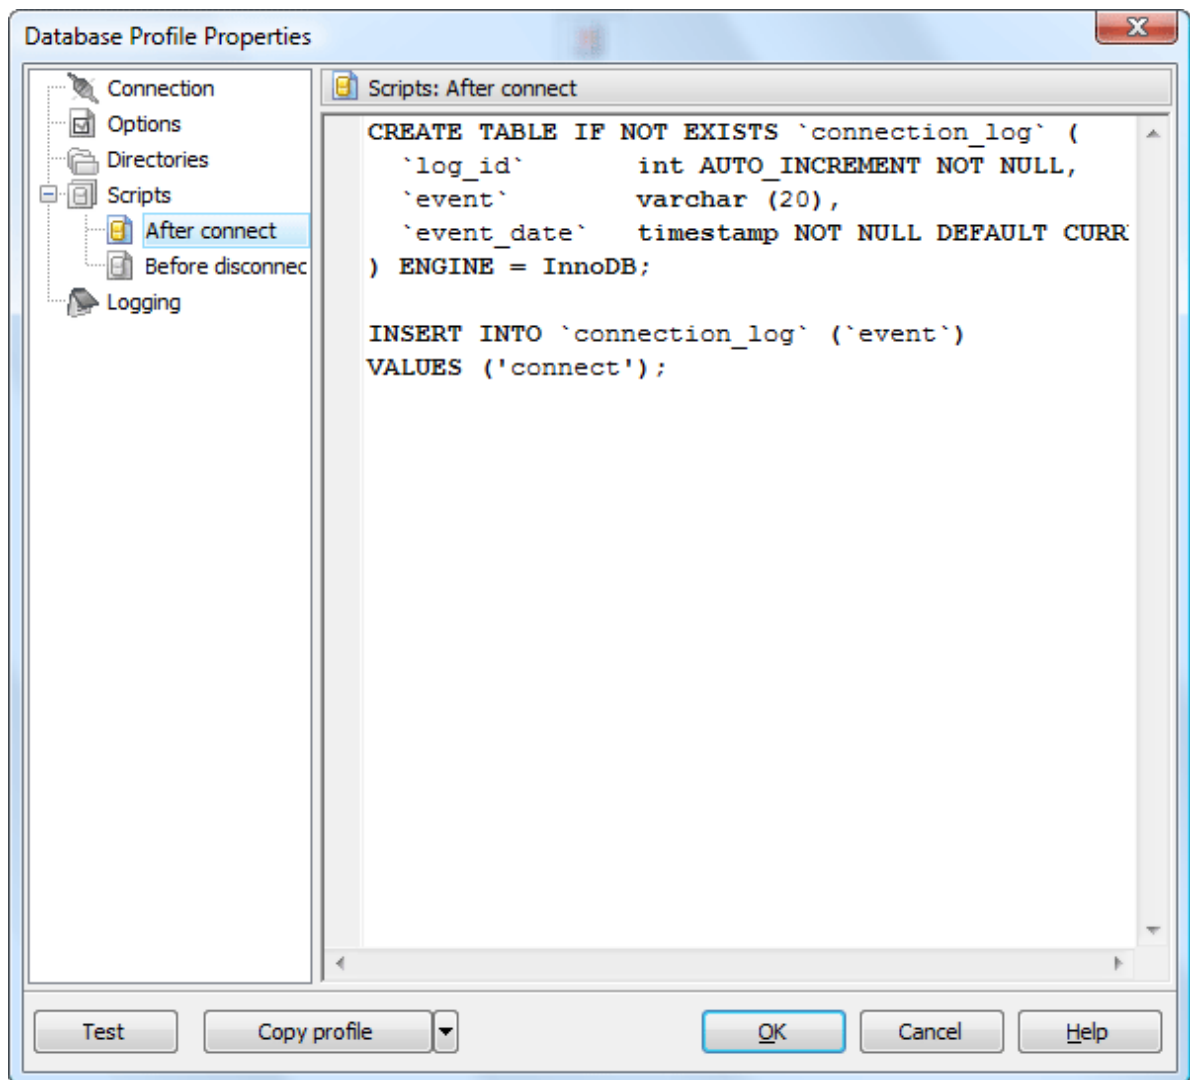 Database Profile Properties
Connection
Options
Directories
Scripts
After connect
Before disconnec
Logging
Scripts: After connect
CREATE TABLE IF NOT EXISTS `connection_log` (
`log_id` int AUTO_INCREMENT NOT NULL,
`event` varchar (20),
`event_date` timestamp NOT NULL DEFAULT CURR
) ENGINE = InnoDB;
INSERT INTO `connection_log` (`event`)
VALUES ('connect');
Test
Copy profile
OK
Cancel
Help